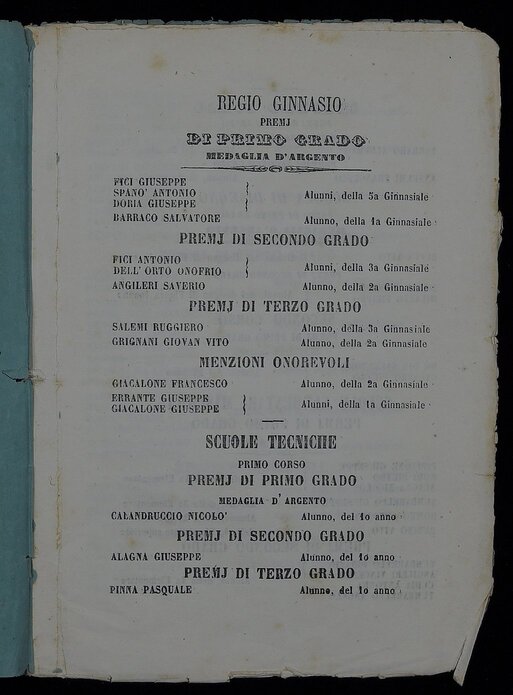 REGIO GINNASIO
PREMJ
DI PRIMO GRADO
MEDAGLIA D'ARGENTO
FICI GIUSEPPE
SPANO' ANTONIO
DORIA GIUSEPPE
Alunni, della 5a Ginnasiale
BARRACO SALVATORE Alunno, della 1a Ginnasiale
PREMJ DI SECONDO GRADO
FICI ANTONIO
DELL' ORTO ONOFRIO
Alunni, della 3a Ginnasiale
ANGILERI SAVERIO Alunno, della 2a Ginnasiale
PREMJ DI TERZO GRADO
SALEMI RUGGIERO Alunno, della 3a Ginnasiale
GRIGNANI GIOVAN VITO Alunno, della 2a Ginnasiale
MENZIONI ONOREVOLI
GIACALONE FRANCESCO Alunno, della 2a Ginnasiale
ERRANTE GIUSEPPE
GIACALONE GIUSEPPE
Alunni, della 1a Ginnasiale
SCUOLE TECNICHE
PRIMO CORSO
PREMJ DI PRIMO GRADO
MEDAGLIA D'ARGENTO
CALANDRUCCIO NICOLO' Alunno, del 1o anno
PREMJ DI SECONDO GRADO
ALAGNA GIUSEPPE Alunno, del 1o anno
PREMJ DI TERZO GRADO
PINNA PASQUALE Alunno, del 1o anno